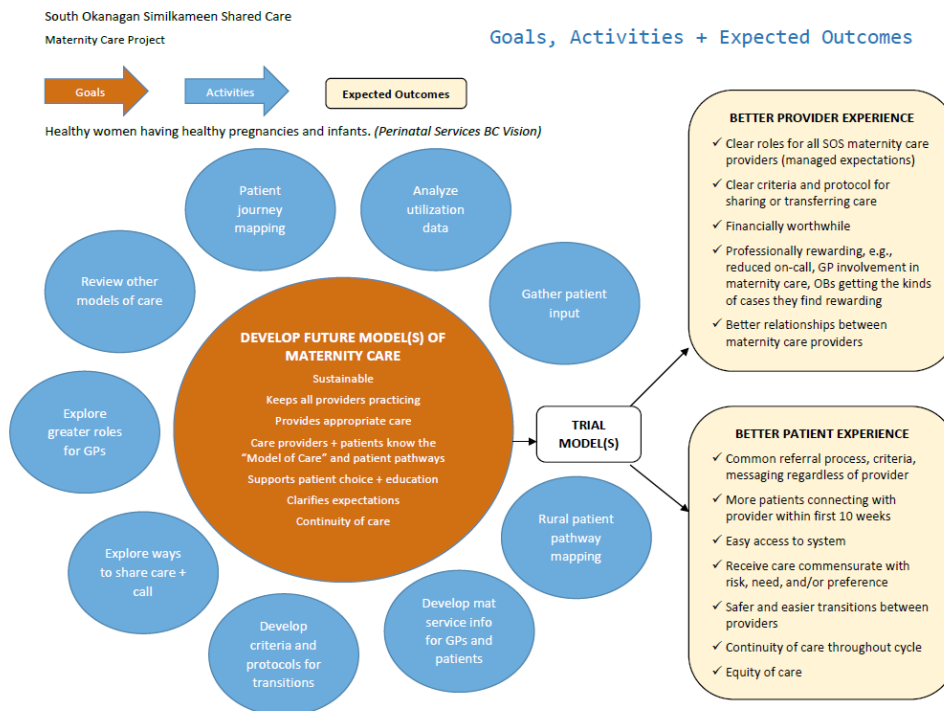 South Okanagan Similkameen Shared Care
Maternity Care Project
Goals, Activities + Expected Outcomes
Goals
Activities
Expected Outcomes
Healthy women having healthy pregnancies and infants. (Perinatal Services BC Vision)
Patient
journey
mapping
Analyze
utilization
data
Review other
models of care
Gather patient
input
Explore
greater roles
for GPs
DEVELOP FUTURE MODEL(S) OF
MATERNITY CARE
Sustainable
Keeps all providers practicing
Provides appropriate care
Care providers + patients know the
“Model of Care” and patient pathways
Supports patient choice + education
Clarifies expectations
Continuity of care
TRIAL
MODEL(S)
Rural patient
pathway
mapping
Explore ways
to share care +
call
Develop
criteria and
protocols for
transitions
Develop mat
service info
for GPs and
patients
BETTER PROVIDER EXPERIENCE
✓ Clear roles for all SOS maternity care
providers (managed expectations)
✓ Clear criteria and protocol for
sharing or transferring care
✓ Financially worthwhile
✓ Professionally rewarding, e.g.,
reduced on-call, GP involvement in
maternity care, OBs getting the kinds
of cases they find rewarding
✓ Better relationships between
maternity care providers
BETTER PATIENT EXPERIENCE
✓ Common referral process, criteria,
messaging regardless of provider
✓ More patients connecting with
provider within first 10 weeks
✓ Easy access to system
✓ Receive care commensurate with
risk, need, and/or preference
✓ Safer and easier transitions between
providers
✓ Continuity of care throughout cycle
✓ Equity of care